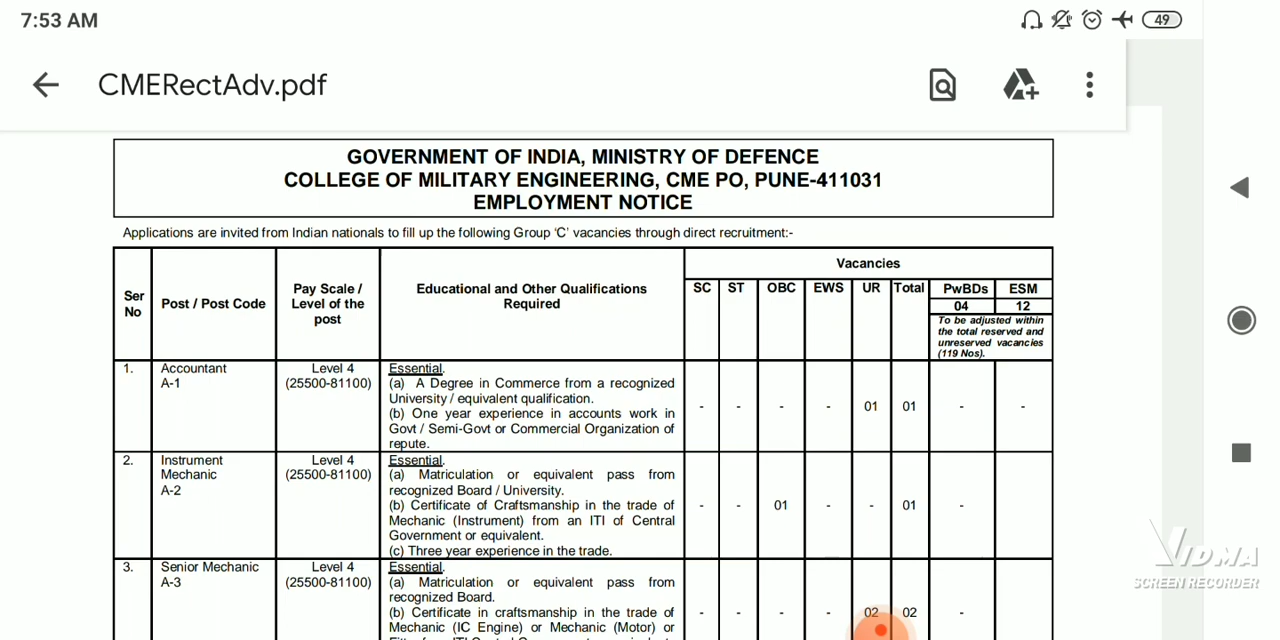 7:53 AM
49
CMERectAdv.pdf
GOVERNMENT OF INDIA, MINISTRY OF DEFENCE
COLLEGE OF MILITARY ENGINEERING, CME PO, PUNE-411031
EMPLOYMENT NOTICE
Applications are invited from Indian nationals to fill up the following Group 'C' vacancies through direct recruitment:-
Ser No
Post / Post Code
Pay Scale / Level of the post
Educational and Other Qualifications Required
Vacancies
SC ST OBC EWS UR Total PwBDs ESM
04 12
To be adjusted within
the total reserved and
unreserved vacancies
(119 Nos).
1. Accountant Level 4 Essential.
A-1 (25500-81100) (a) A Degree in Commerce from a recognized
University / equivalent qualification.
- - - - 01 01 - -
(b) One year experience in accounts work in
Govt / Semi-Govt or Commercial Organization of
repute.
2. Instrument Level 4 Essential.
Mechanic (25500-81100) (a) Matriculation or equivalent pass from
A-2 recognized Board / University.
(b) Certificate of Craftsmanship in the trade of - - 01 - - 01 -
Mechanic (Instrument) from an ITI of Central
Government or equivalent.
(c) Three year experience in the trade.
3. Senior Mechanic Level 4 Essential.
A-3 (25500-81100) (a) Matriculation or equivalent pass from
recognized Board.
(b) Certificate in craftsmanship in the trade of - - - - 02 02 -
Mechanic (IC Engine) or Mechanic (Motor) or
VIDMA
SCREEN RECORDER